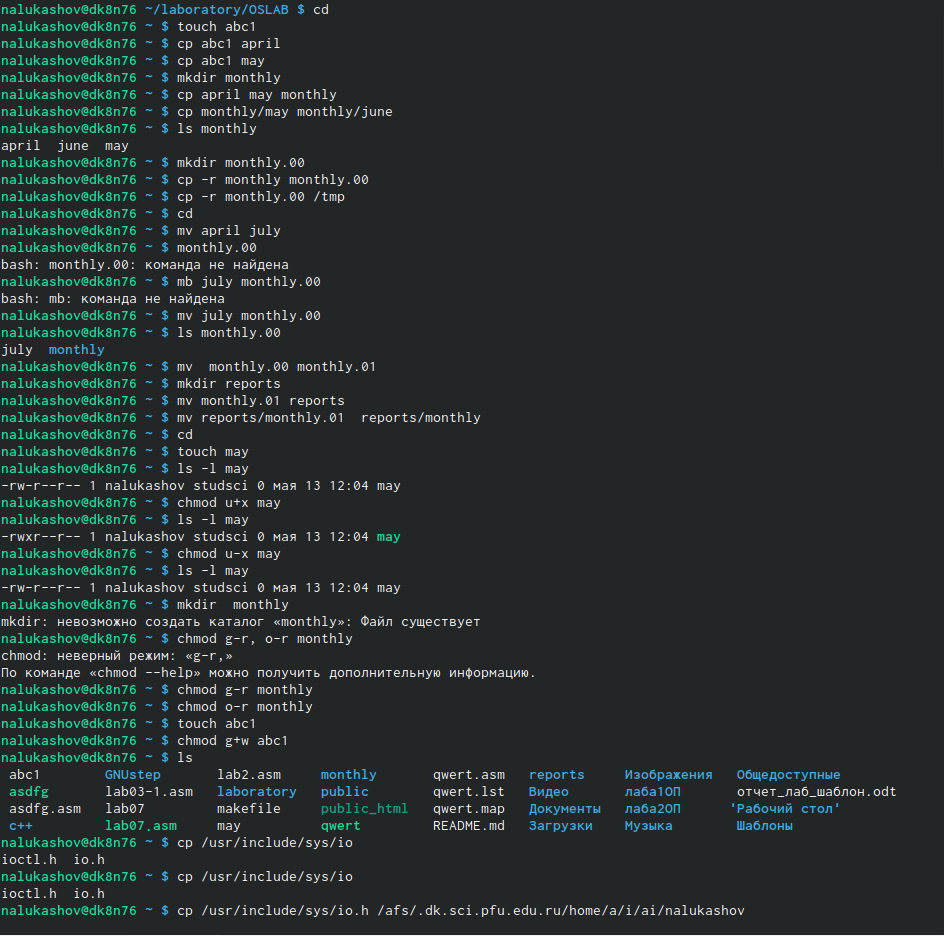 nalukashov@dk8n76 ~/laboratory/OSLAB $ cd
nalukashov@dk8n76 ~ $ touch abc1
nalukashov@dk8n76 ~ $ cp abc1 april
nalukashov@dk8n76 ~ $ cp abc1 may
nalukashov@dk8n76 ~ $ mkdir monthly
nalukashov@dk8n76 ~ $ cp april may monthly
nalukashov@dk8n76 ~ $ cp monthly/may monthly/june
nalukashov@dk8n76 ~ $ ls monthly
april  june  may
nalukashov@dk8n76 ~ $ mkdir monthly.00
nalukashov@dk8n76 ~ $ cp -r monthly monthly.00
nalukashov@dk8n76 ~ $ cp -r monthly.00 /tmp
nalukashov@dk8n76 ~ $ cd
nalukashov@dk8n76 ~ $ mv april july
nalukashov@dk8n76 ~ $ monthly.00
bash: monthly.00: команда не найдена
nalukashov@dk8n76 ~ $ mb july monthly.00
bash: mb: команда не найдена
nalukashov@dk8n76 ~ $ mv july monthly.00
nalukashov@dk8n76 ~ $ ls monthly.00
july  monthly
nalukashov@dk8n76 ~ $ mv  monthly.00 monthly.01
nalukashov@dk8n76 ~ $ mkdir reports
nalukashov@dk8n76 ~ $ mv monthly.01 reports
nalukashov@dk8n76 ~ $ mv reports/monthly.01  reports/monthly
nalukashov@dk8n76 ~ $ cd
nalukashov@dk8n76 ~ $ touch may
nalukashov@dk8n76 ~ $ ls -l may
-rw-r--r-- 1 nalukashov studsci 0 мая 13 12:04 may
nalukashov@dk8n76 ~ $ chmod u+x may
nalukashov@dk8n76 ~ $ ls -l may
-rwxr--r-- 1 nalukashov studsci 0 мая 13 12:04 may
nalukashov@dk8n76 ~ $ chmod u-x may
nalukashov@dk8n76 ~ $ ls -l may
-rw-r--r-- 1 nalukashov studsci 0 мая 13 12:04 may
nalukashov@dk8n76 ~ $ mkdir  monthly
mkdir: невозможно создать каталог «monthly»: Файл существует
nalukashov@dk8n76 ~ $ chmod g-r, o-r monthly
chmod: неверный режим: «g-r,»
По команде «chmod --help» можно получить дополнительную информацию.
nalukashov@dk8n76 ~ $ chmod g-r monthly
nalukashov@dk8n76 ~ $ chmod o-r monthly
nalukashov@dk8n76 ~ $ touch abc1
nalukashov@dk8n76 ~ $ chmod g+w abc1
nalukashov@dk8n76 ~ $ ls
abc1  GNUstep  lab2.asm  monthly  qwert.asm  reports  Изображения  Общедоступные
asdfg  lab03-1.asm  laboratory  public  qwert.lst  Видео  лаба1ОП  отчет_лаб_шаблон.odt
asdfg.asm  lab07  makefile  public_html  qwert.map  Документы  лаба2ОП  'Рабочий стол'
c++  lab07.asm  may  qwert  README.md  Загрузки  Музыка  Шаблоны
nalukashov@dk8n76 ~ $ cp /usr/include/sys/io
ioctl.h  io.h
nalukashov@dk8n76 ~ $ cp /usr/include/sys/io
ioctl.h  io.h
nalukashov@dk8n76 ~ $ cp /usr/include/sys/io.h /afs/.dk.sci.pfu.edu.ru/home/a/i/ai/nalukashov